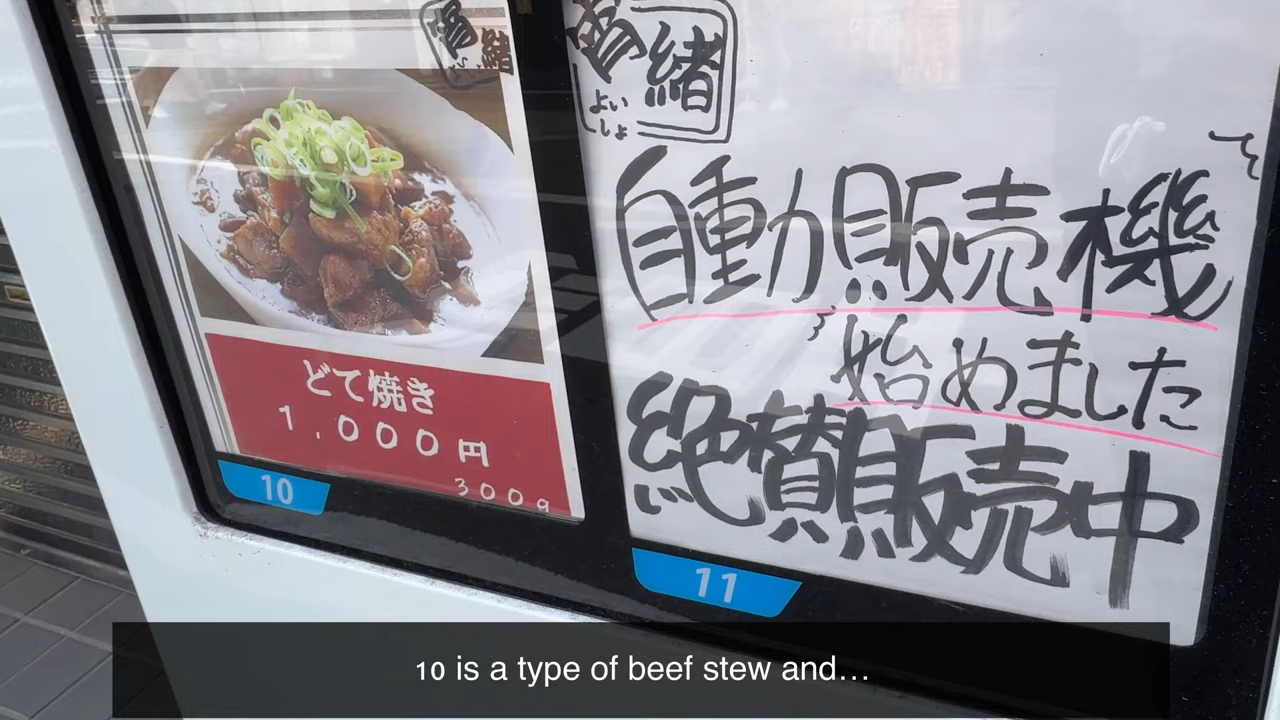 緒
どて焼き
1,000円
300g
10
緒
よい
しょ
自動販売機
始めました
絶賛販売中
11
10 is a type of beef stew and…